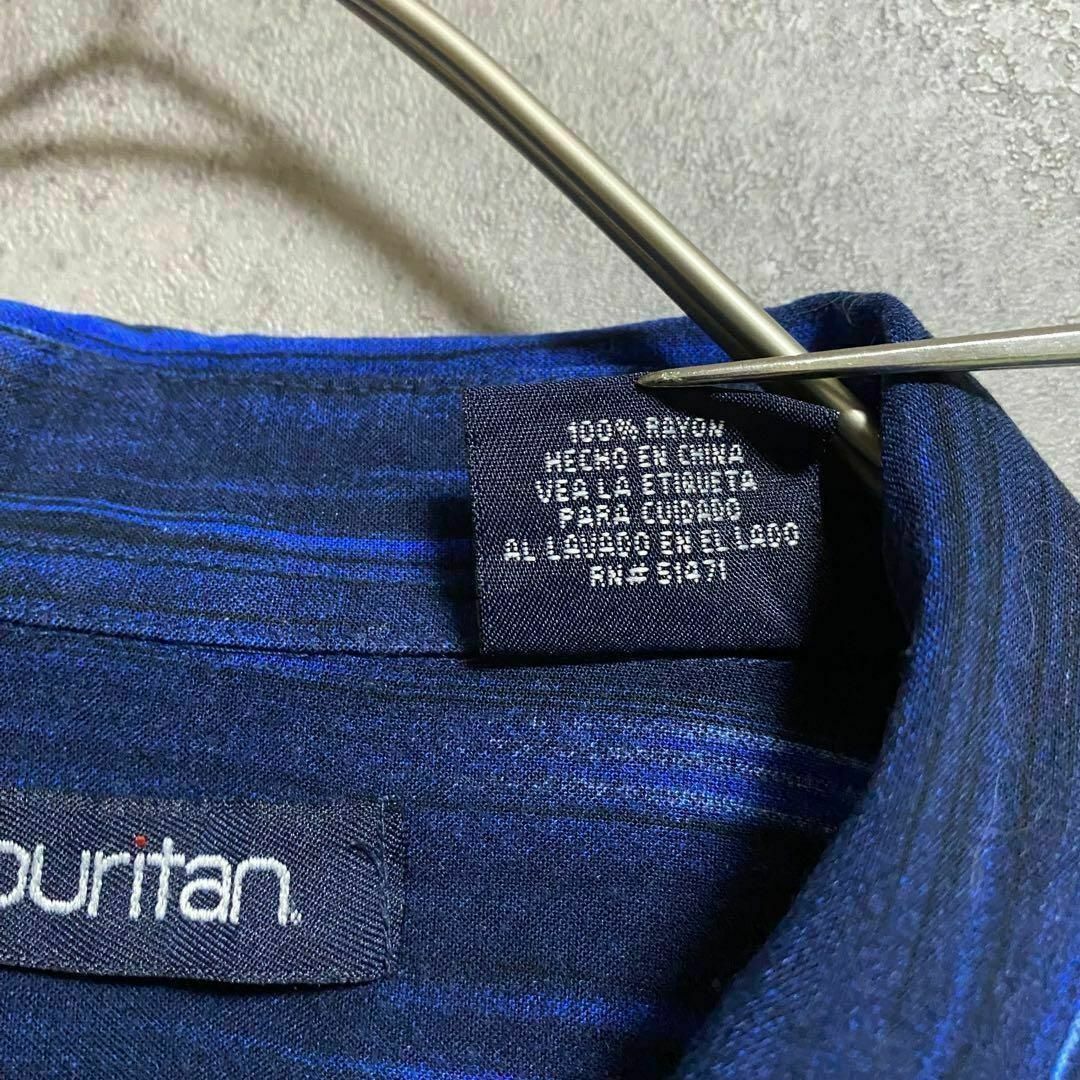 100% RAYON
HECHO EN CHINA
VEA LA ETIQUETA
PARA CUIDADO
AL LAVADO EN EL LADO
RN# 51471
puritan.